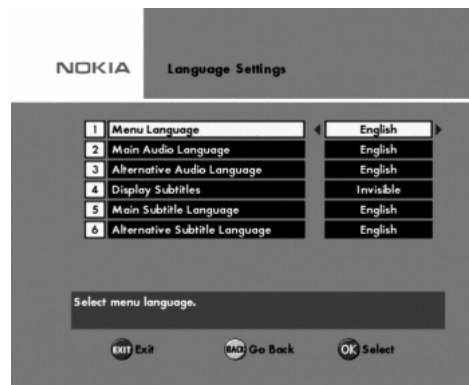 NOKIA Language Settings
1 Menu Language English
2 Main Audio Language English
3 Alternative Audio Language English
4 Display Subtitles Invisible
5 Main Subtitle Language English
6 Alternative Subtitle Language English
Select menu language.
EXIT Exit BACK Go Back OK Select